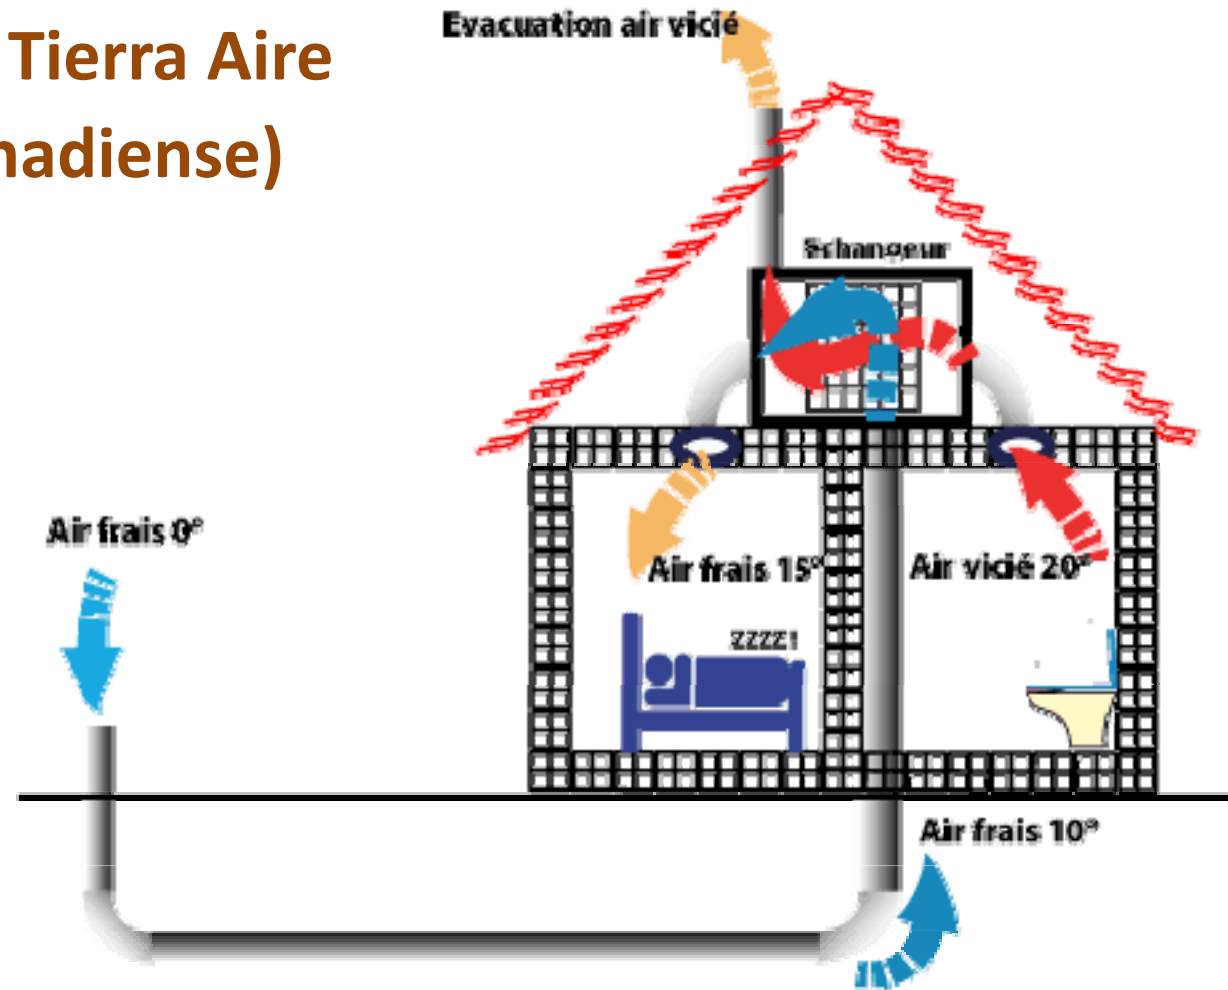 Tierra Aire
nadiense)
Evacuation air vicié
Echangeur
Air frais 0°
Air frais 15°
Air vicié 20°
ZZZZ!
Air frais 10°